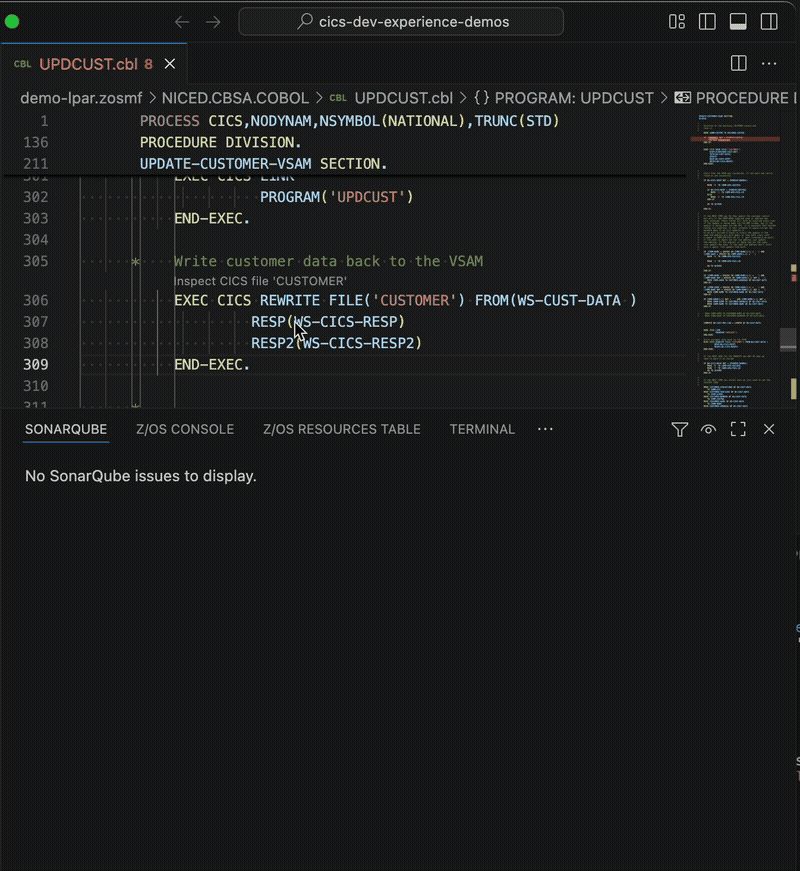 cics-dev-experience-demos
CBL UPDCUST.cbl 8
demo-lpar.zosmf > NICED.CBSA.COBOL > CBL UPDCUST.cbl > {} PROGRAM: UPDCUST > PROCEDURE
1 PROCESS CICS,NODYNAM,NSYMBOL(NATIONAL),TRUNC(STD)
136 PROCEDURE DIVISION.
211 UPDATE-CUSTOMER-VSAM SECTION.
301 EXEC CICS LINK
302 PROGRAM('UPDCUST')
303 END-EXEC.
304
305 * Write customer data back to the VSAM
Inspect CICS file 'CUSTOMER'
306 EXEC CICS REWRITE FILE('CUSTOMER') FROM(WS-CUST-DATA )
307 RESP(WS-CICS-RESP)
308 RESP2(WS-CICS-RESP2)
309 END-EXEC.
310
311 *
SONARQUBE Z/OS CONSOLE Z/OS RESOURCES TABLE TERMINAL ···
No SonarQube issues to display.